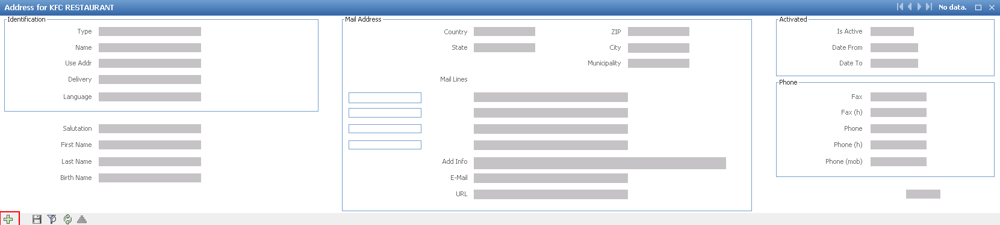 Address for KFC RESTAURANT
No data.
Identification
Type
Name
Use Addr
Delivery
Language
Salutation
First Name
Last Name
Birth Name
Mail Address
Country
ZIP
State
City
Municipality
Mail Lines
Add Info
E-Mail
URL
Activated
Is Active
Date From
Date To
Phone
Fax
Fax (h)
Phone
Phone (h)
Phone (mob)